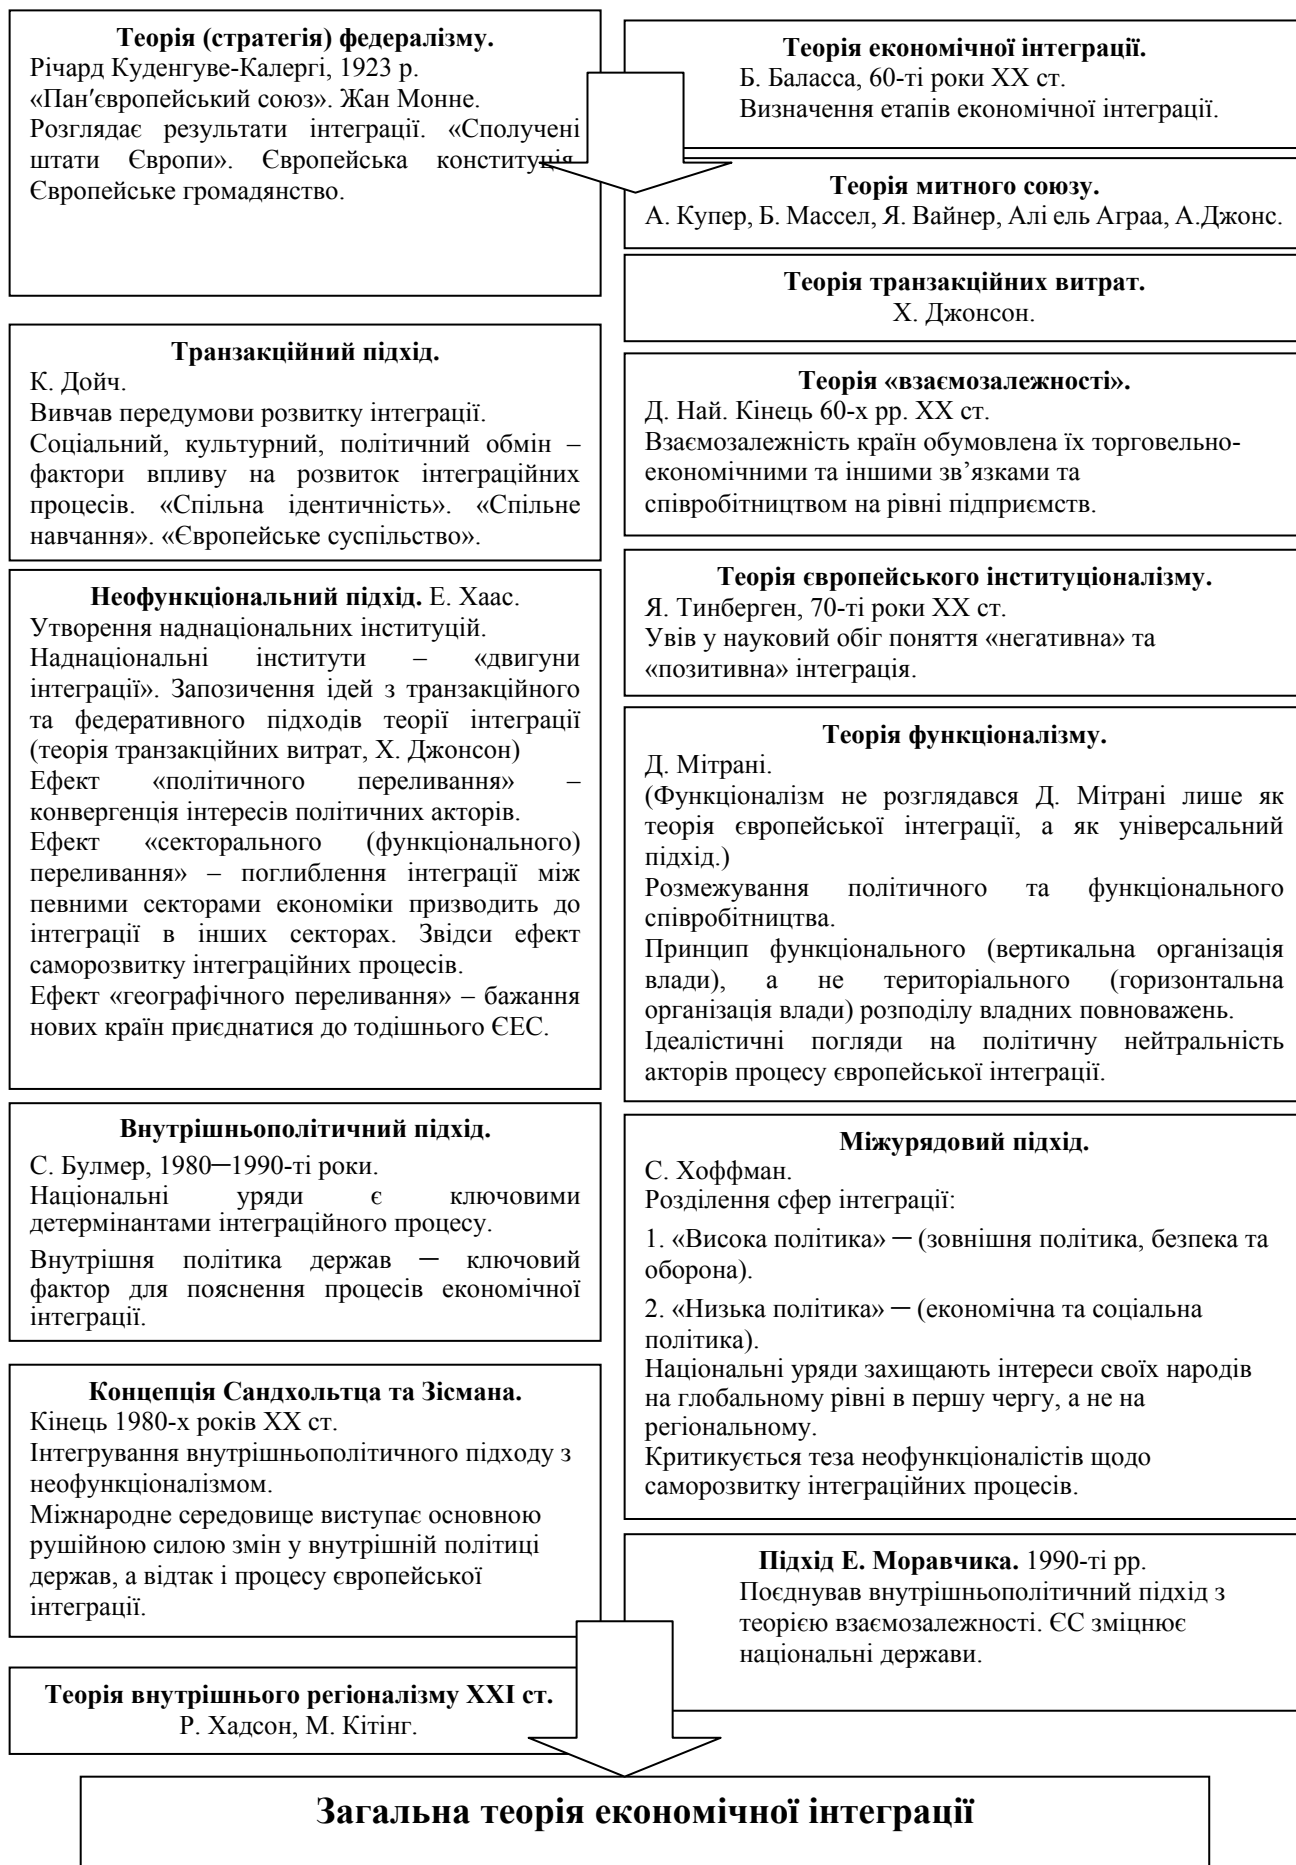 Теорія (стратегія) федералізму.
Річард Куденгуве-Калергі, 1923 р.
«Пан′європейський союз». Жан Монне.
Розглядає результати інтеграції. «Сполучені
штати Європи». Європейська конституція.
Європейське громадянство.
Транзакційний підхід.
К. Дойч.
Вивчав передумови розвитку інтеграції.
Соціальний, культурний, політичний обмін –
фактори впливу на розвиток інтеграційних
процесів. «Спільна ідентичність». «Спільне
навчання». «Європейське суспільство».
Неофункціональний підхід. Е. Хаас.
Утворення наднаціональних інституцій.
Наднаціональні інститути – «двигуни
інтеграції». Запозичення ідей з транзакційного
та федеративного підходів теорії інтеграції
(теорія транзакційних витрат, Х. Джонсон)
Ефект «політичного переливання» –
конвергенція інтересів політичних акторів.
Ефект «секторального (функціонального)
переливання» – поглиблення інтеграції між
певними секторами економіки призводить до
інтеграції в інших секторах. Звідси ефект
саморозвитку інтеграційних процесів.
Ефект «географічного переливання» – бажання
нових країн приєднатися до тодішнього ЄЕС.
Внутрішньополітичний підхід.
С. Булмер, 1980─1990-ті роки.
Національні уряди є ключовими
детермінантами інтеграційного процесу.
Внутрішня політика держав ─ ключовий
фактор для пояснення процесів економічної
інтеграції.
Концепція Сандхольтца та Зісмана.
Кінець 1980-х років ХХ ст.
Інтегрування внутрішньополітичного підходу з
неофункціоналізмом.
Міжнародне середовище виступає основною
рушійною силою змін у внутрішній політиці
держав, а відтак і процесу європейської
інтеграції.
Теорія внутрішнього регіоналізму ХХІ ст.
Р. Хадсон, М. Кітінг.
Теорія економічної інтеграції.
Б. Баласса, 60-ті роки ХХ ст.
Визначення етапів економічної інтеграції.
Теорія митного союзу.
А. Купер, Б. Массел, Я. Вайнер, Алі ель Аграа, А.Джонс.
Теорія транзакційних витрат.
Х. Джонсон.
Теорія «взаємозалежності».
Д. Най. Кінець 60-х рр. ХХ ст.
Взаємозалежність країн обумовлена їх торговельно-
економічними та іншими зв’язками та
співробітництвом на рівні підприємств.
Теорія європейського інституціоналізму.
Я. Тинберген, 70-ті роки ХХ ст.
Увів у науковий обіг поняття «негативна» та
«позитивна» інтеграція.
Теорія функціоналізму.
Д. Мітрані.
(Функціоналізм не розглядався Д. Мітрані лише як
теорія європейської інтеграції, а як універсальний
підхід.)
Розмежування політичного та функціонального
співробітництва.
Принцип функціонального (вертикальна організація
влади), а не територіального (горизонтальна
організація влади) розподілу владних повноважень.
Ідеалістичні погляди на політичну нейтральність
акторів процесу європейської інтеграції.
Міжурядовий підхід.
С. Хоффман.
Розділення сфер інтеграції:
1. «Висока політика» ─ (зовнішня політика, безпека та
оборона).
2. «Низька політика» ─ (економічна та соціальна
політика).
Національні уряди захищають інтереси своїх народів
на глобальному рівні в першу чергу, а не на
регіональному.
Критикується теза неофункціоналістів щодо
саморозвитку інтеграційних процесів.
Підхід Е. Моравчика. 1990-ті рр.
Поєднував внутрішньополітичний підхід з
теорією взаємозалежності. ЄС зміцнює
національні держави.
Загальна теорія економічної інтеграції